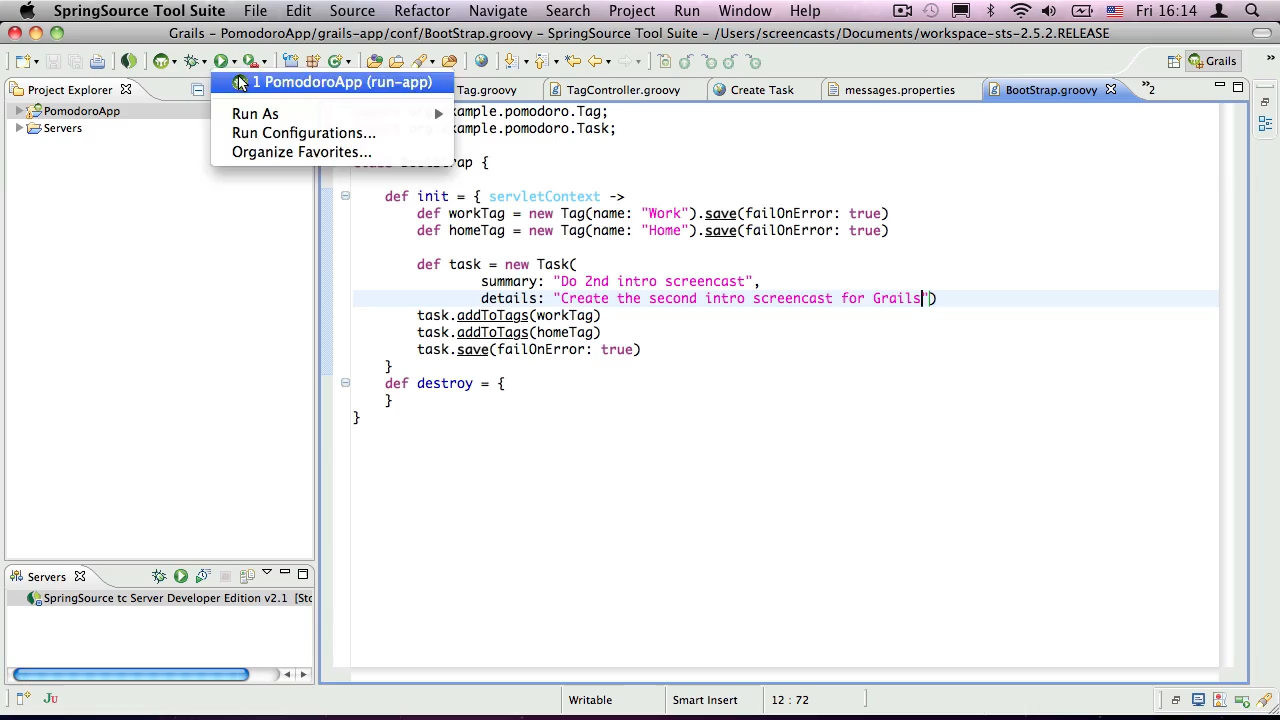 SpringSource Tool Suite File Edit Source Refactor Navigate Search Project Run Window Help Fri 16:14
Grails - PomodoroApp/grails-app/conf/BootStrap.groovy - SpringSource Tool Suite - /Users/screencasts/Documents/workspace-sts-2.5.2.RELEASE
Grails
1 PomodoroApp (run-app)
Run As
Run Configurations...
Organize Favorites...
Project Explorer
PomodoroApp
Servers
Tag.groovy TagController.groovy Create Task messages.properties BootStrap.groovy 2
.example.pomodoro.Tag;
.example.pomodoro.Task;
{
def init = { servletContext ->
def workTag = new Tag(name: "Work").save(failOnError: true)
def homeTag = new Tag(name: "Home").save(failOnError: true)
def task = new Task(
summary: "Do 2nd intro screencast",
details: "Create the second intro screencast for Grails")
task.addToTags(workTag)
task.addToTags(homeTag)
task.save(failOnError: true)
}
def destroy = {
}
}
Servers
SpringSource tc Server Developer Edition v2.1 [Sto
Ju Writable Smart Insert 12 : 72